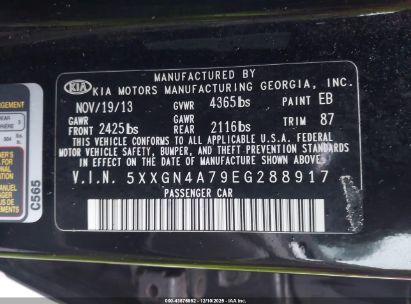 MANUFACTURED BY
KIA KIA MOTORS MANUFACTURING GEORGIA, INC.
NOV/19/13 GVWR 4365lbs PAINT EB
GAWR GAWR TRIM 87
FRONT 2425lbs REAR 2116lbs
THIS VEHICLE CONFORMS TO ALL APPLICABLE U.S.A. FEDERAL
MOTOR VEHICLE SAFETY, BUMPER, AND THEFT PREVENTION
STANDARDS IN EFFECT ON THE DATE OF MANUFACTURE SHOWN ABOVE.
V.I.N. 5XXGN4A79EG288917
PASSENGER CAR
C565